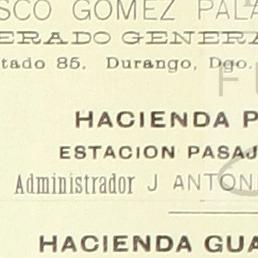 SCO GOMEZ PALA
ERADO GENERA
tado 85. Durango, Dgo.
HACIENDA P
ESTACION PASAJ
Administrador J ANTON
HACIENDA GUA